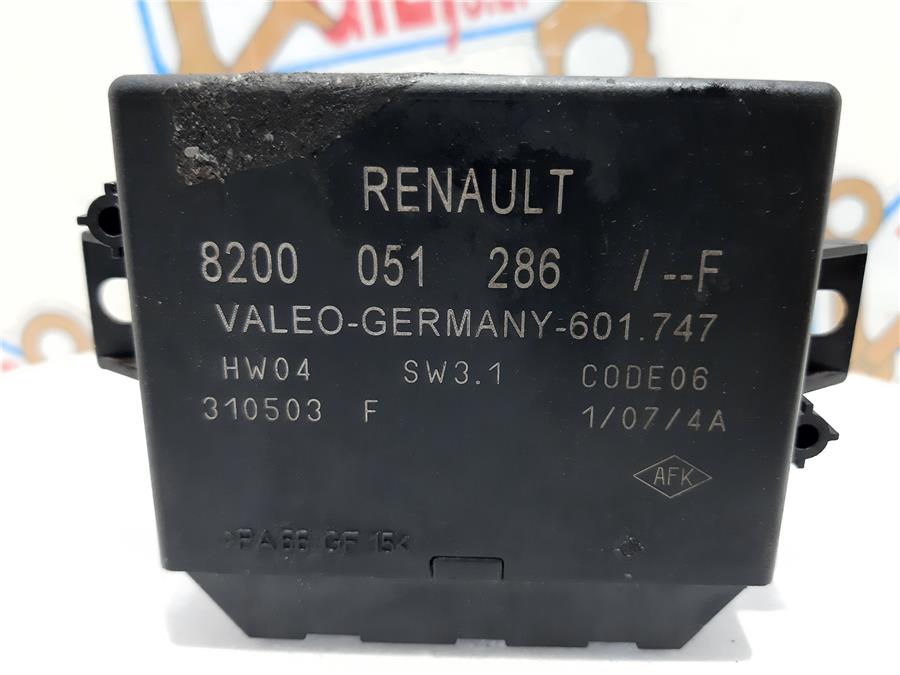 RENAULT
8200 051 286 /--F
VALEO-GERMANY-601.747
HW04 SW3.1 CODE06
310503 F 1/07/4A
AFK
>PA66 GF 15<